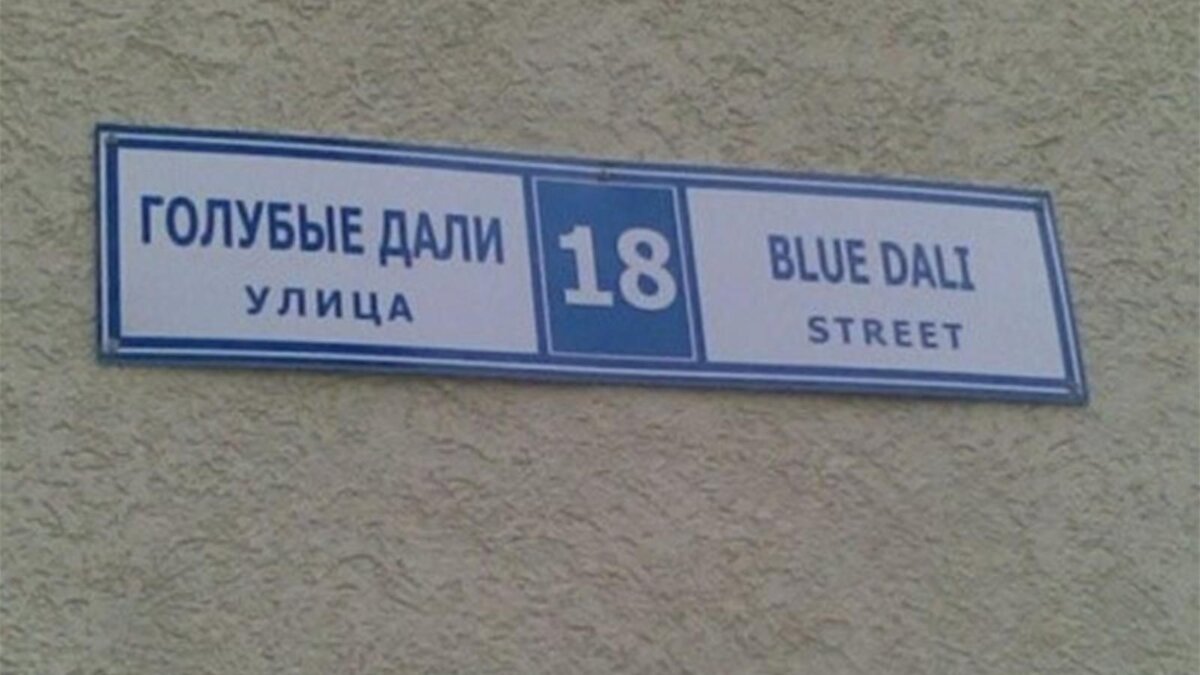 ГОЛУБЫЕ ДАЛИ
УЛИЦА
18
BLUE DALI
STREET